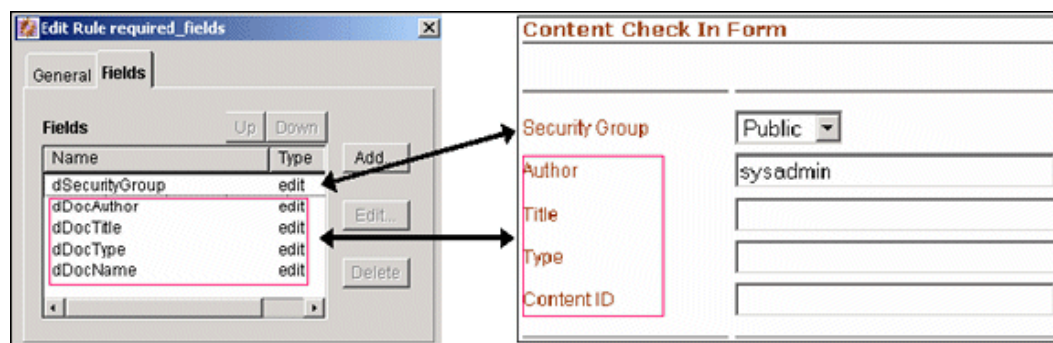 Edit Rule required_fields
General Fields
Fields Up Down
Name Type Add...
dSecurityGroup edit
dDocAuthor edit
dDocTitle edit
dDocType edit
dDocName edit
Edit...
Delete
Content Check In Form
Security Group Public
Author sysadmin
Title
Type
Content ID